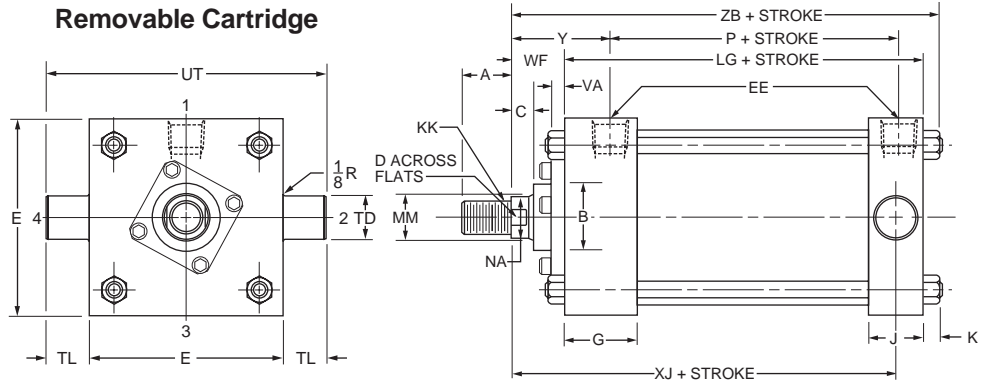 Removable Cartridge
UT
1
E
4
2
TD
1/8 R
3
TL
E
TL
ZB + STROKE
Y
P + STROKE
WF
LG + STROKE
A
VA
EE
C
KK
D ACROSS
FLATS
MM
B
NA
G
J
K
XJ + STROKE